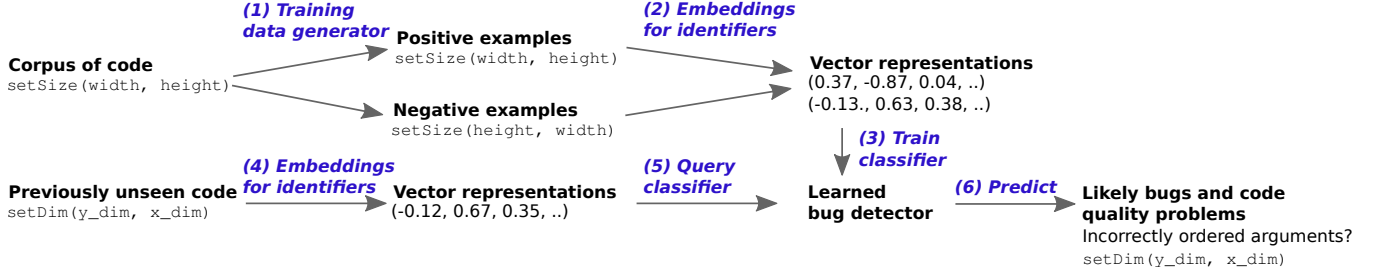 (1) Training
data generator
(2) Embeddings
for identifiers
Corpus of code
setSize(width, height)
Positive examples
setSize(width, height)
Negative examples
setSize(height, width)
Vector representations
(0.37, -0.87, 0.04, ..)
(-0.13., 0.63, 0.38, ..)
(3) Train
classifier
Previously unseen code
setDim(y_dim, x_dim)
(4) Embeddings
for identifiers
Vector representations
(-0.12, 0.67, 0.35, ..)
(5) Query
classifier
Learned
bug detector
(6) Predict
Likely bugs and code
quality problems
Incorrectly ordered arguments?
setDim(y_dim, x_dim)